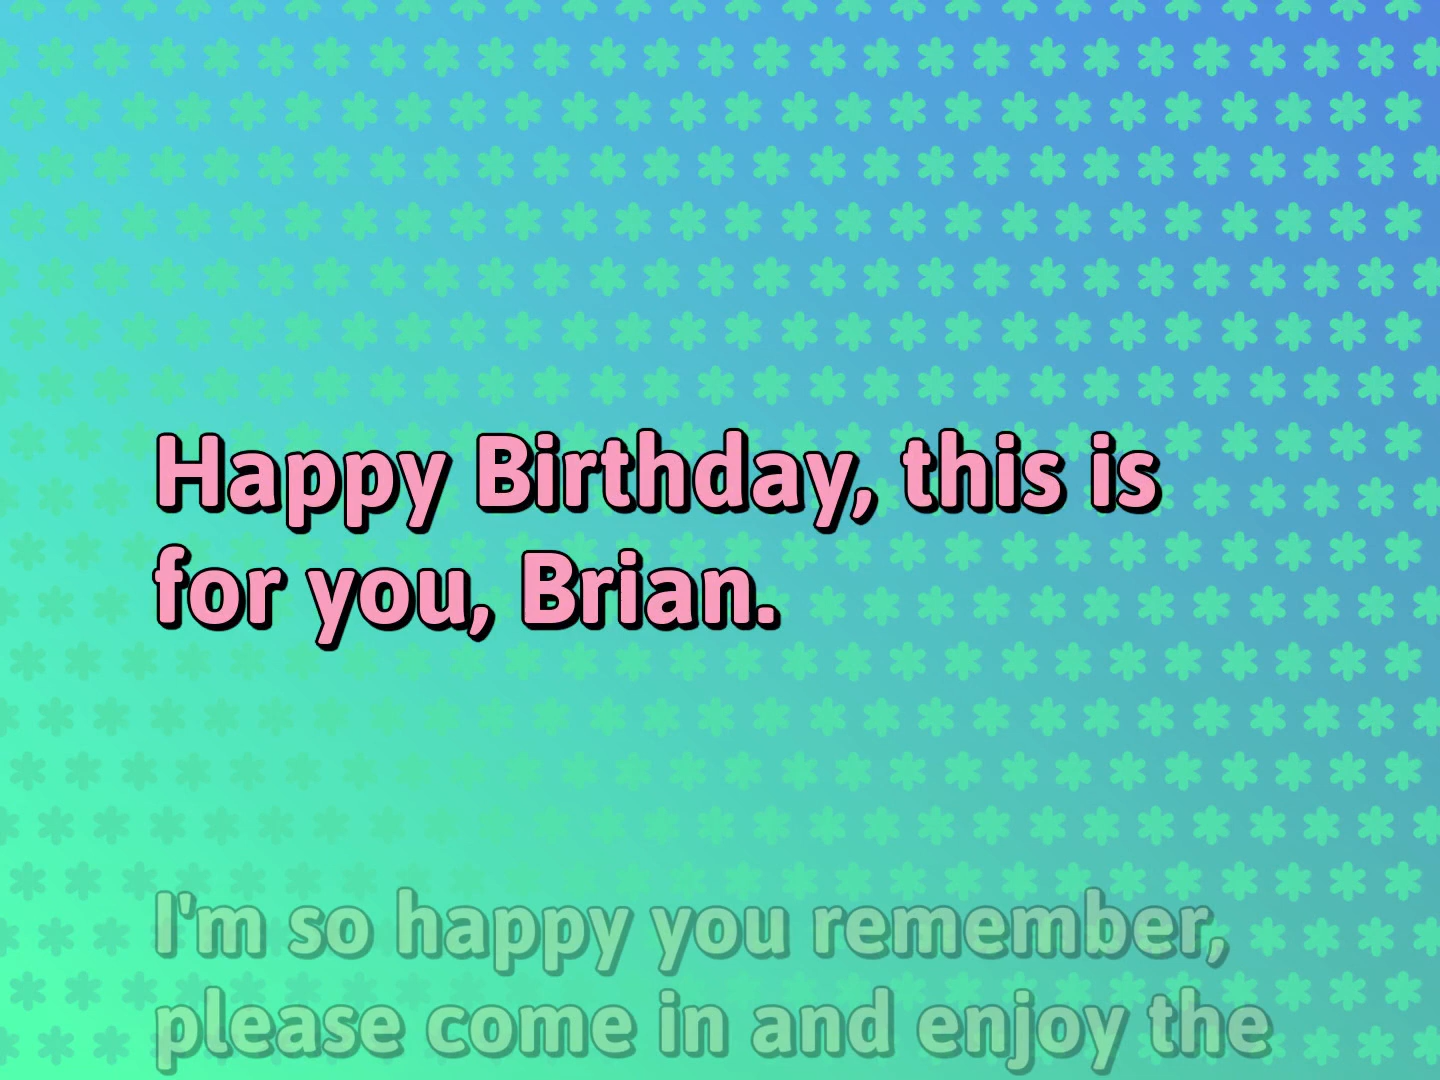 Happy Birthday, this is
for you, Brian.
I'm so happy you remember,
please come in and enjoy the